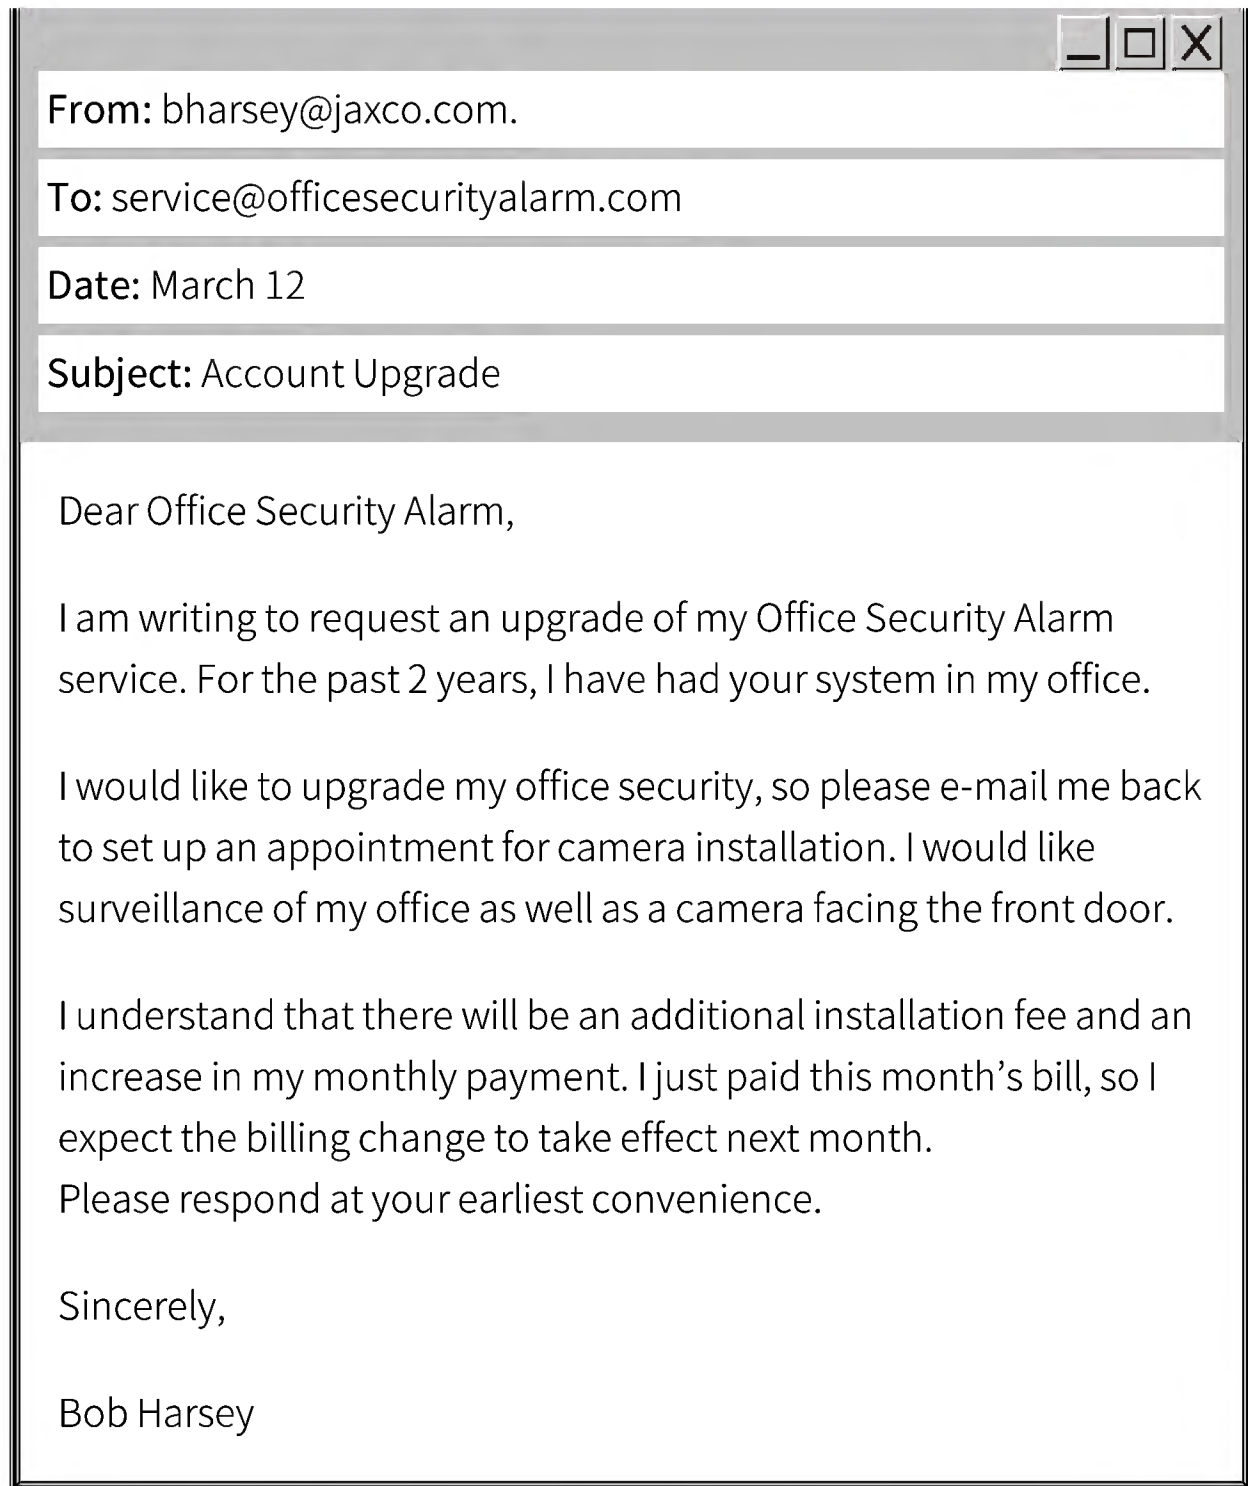 From: bharsey@jaxco.com.
To: service@officesecurityalarm.com
Date: March 12
Subject: Account Upgrade
Dear Office Security Alarm,
I am writing to request an upgrade of my Office Security Alarm
service. For the past 2 years, I have had your system in my office.
I would like to upgrade my office security, so please e-mail me back
to set up an appointment for camera installation. I would like
surveillance of my office as well as a camera facing the front door.
I understand that there will be an additional installation fee and an
increase in my monthly payment. I just paid this month’s bill, so I
expect the billing change to take effect next month.
Please respond at your earliest convenience.
Sincerely,
Bob Harsey